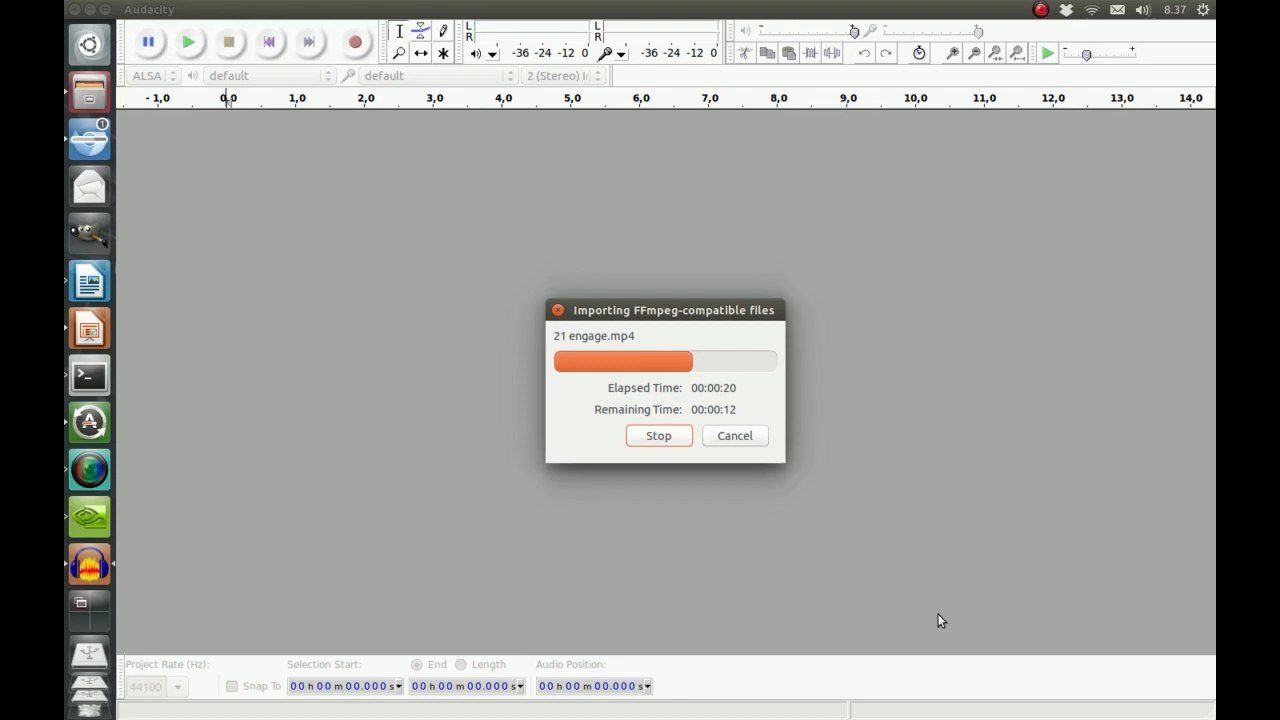 Audacity
8.37
L
R
-36 -24 -12 0
L
R
-36 -24 -12 0
ALSA
default
default
2 (Stereo) I
- 1,0 0,0 1,0 2,0 3,0 4,0 5,0 6,0 7,0 8,0 9,0 10,0 11,0 12,0 13,0 14,0
1
Importing FFmpeg-compatible files
21 engage.mp4
Elapsed Time: 00:00:20
Remaining Time: 00:00:12
Stop Cancel
Project Rate (Hz): Selection Start: End Length Audio Position:
44100 Snap To 00 h 00 m 00.000 s 00 h 00 m 00.000 s 00 h 00 m 00.000 s